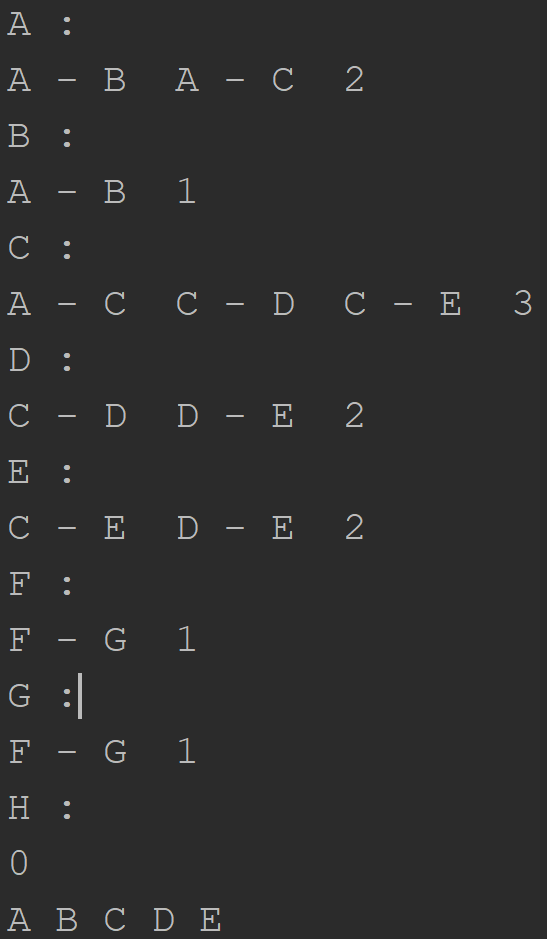 A :
A - B  A - C  2
B :
A - B  1
C :
A - C  C - D  C - E  3
D :
C - D  D - E  2
E :
C - E  D - E  2
F :
F - G  1
G :
F - G  1
H :
0
A B C D E